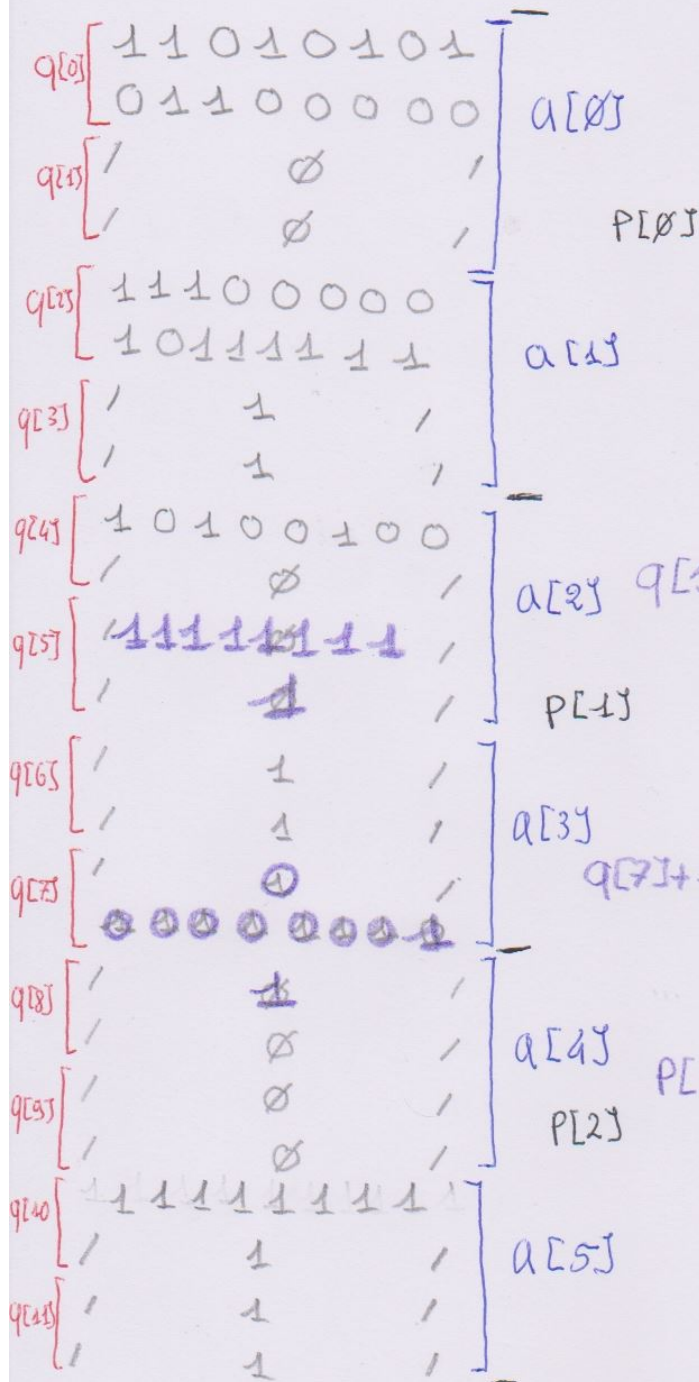 q[0] 1 1 0 1 0 1 0 1
0 1 1 0 0 0 0 0 a[Ø]
q[1] / Ø /
/ Ø / P[Ø]
q[2] 1 1 1 0 0 0 0 0
1 0 1 1 1 1 1 1 a[1]
q[3] / 1 /
/ 1 /
q[4] 1 0 1 0 0 1 0 0
/ Ø / a[2]
q[5] / 1 1 1 1 1 1 1 1 /
/ 1 / P[1]
q[6] / 1 /
/ 1 / a[3]
q[7] / 0 / q[7]+
0 0 0 0 0 0 0 1
q[8] / 1 /
/ Ø / a[4]
q[9] / Ø / P[2]
/ Ø /
q[10 1 1 1 1 1 1 1 1
/ 1 / a[5]
q[11] / 1 /
/ 1 /